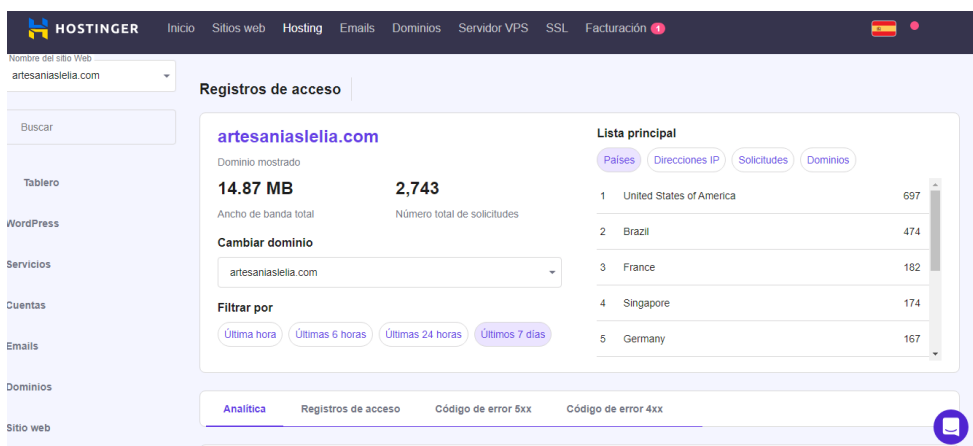 HOSTINGER Inicio Sitios web Hosting Emails Dominios Servidor VPS SSL Facturación 1
Nombre del sitio Web
artesaniaslelia.com
Buscar
Tablero
WordPress
Servicios
Cuentas
Emails
Dominios
Sitio web
Registros de acceso
artesaniaslelia.com
Dominio mostrado
14.87 MB 2,743
Ancho de banda total Número total de solicitudes
Cambiar dominio
artesaniaslelia.com
Filtrar por
Última hora Últimas 6 horas Últimas 24 horas Últimos 7 días
Lista principal
Países Direcciones IP Solicitudes Dominios
1 United States of America 697
2 Brazil 474
3 France 182
4 Singapore 174
5 Germany 167
Analítica Registros de acceso Código de error 5xx Código de error 4xx